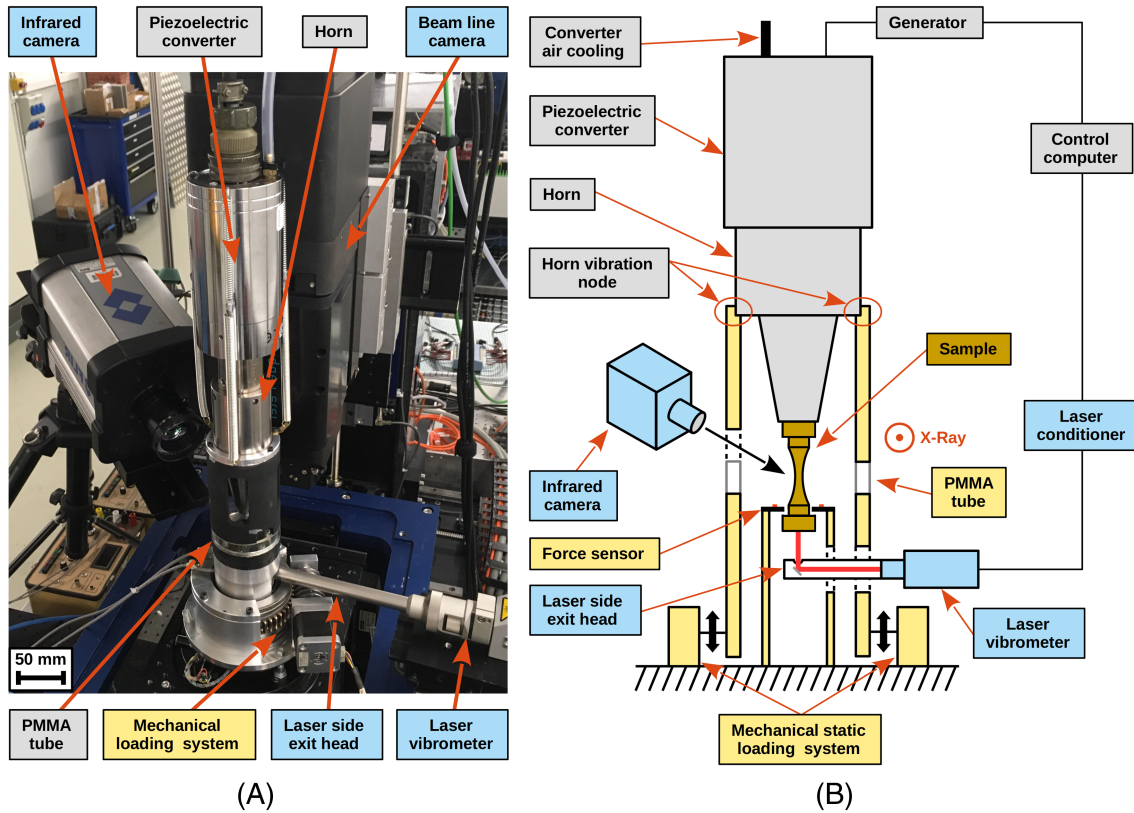 Infrared
camera
Piezoelectric
converter
Horn
Beam line
camera
50 mm
PMMA
tube
Mechanical
loading system
Laser side
exit head
Laser
vibrometer
(A)
Converter
air cooling
Generator
Piezoelectric
converter
Control
computer
Horn
Horn vibration
node
Sample
Laser
conditioner
X-Ray
Infrared
camera
PMMA
tube
Force sensor
Laser side
exit head
Laser
vibrometer
Mechanical static
loading system
(B)